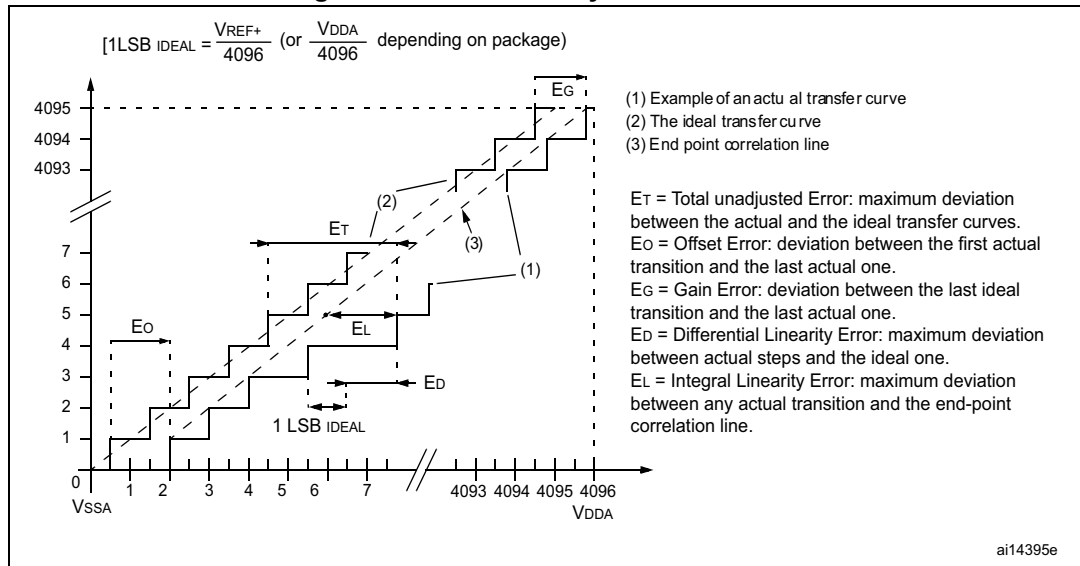 [1LSB IDEAL = VREF+ / 4096 (or VDDA / 4096 depending on package)
EG
4095
4094
4093
7
6
5
4
3
2
1
0
(1) Example of an actu al transfer curve
(2) The ideal transfer cu rve
(3) End point correlation line
ET = Total unadjusted Error: maximum deviation
between the actual and the ideal transfer curves.
EO = Offset Error: deviation between the first actual
transition and the last actual one.
EG = Gain Error: deviation between the last ideal
transition and the last actual one.
ED = Differential Linearity Error: maximum deviation
between actual steps and the ideal one.
EL = Integral Linearity Error: maximum deviation
between any actual transition and the end-point
correlation line.
(2)
ET
(3)
(1)
EO
EL
ED
1 LSB IDEAL
1 2 3 4 5 6 7 4093 4094 4095 4096
VSSA
VDDA
ai14395e